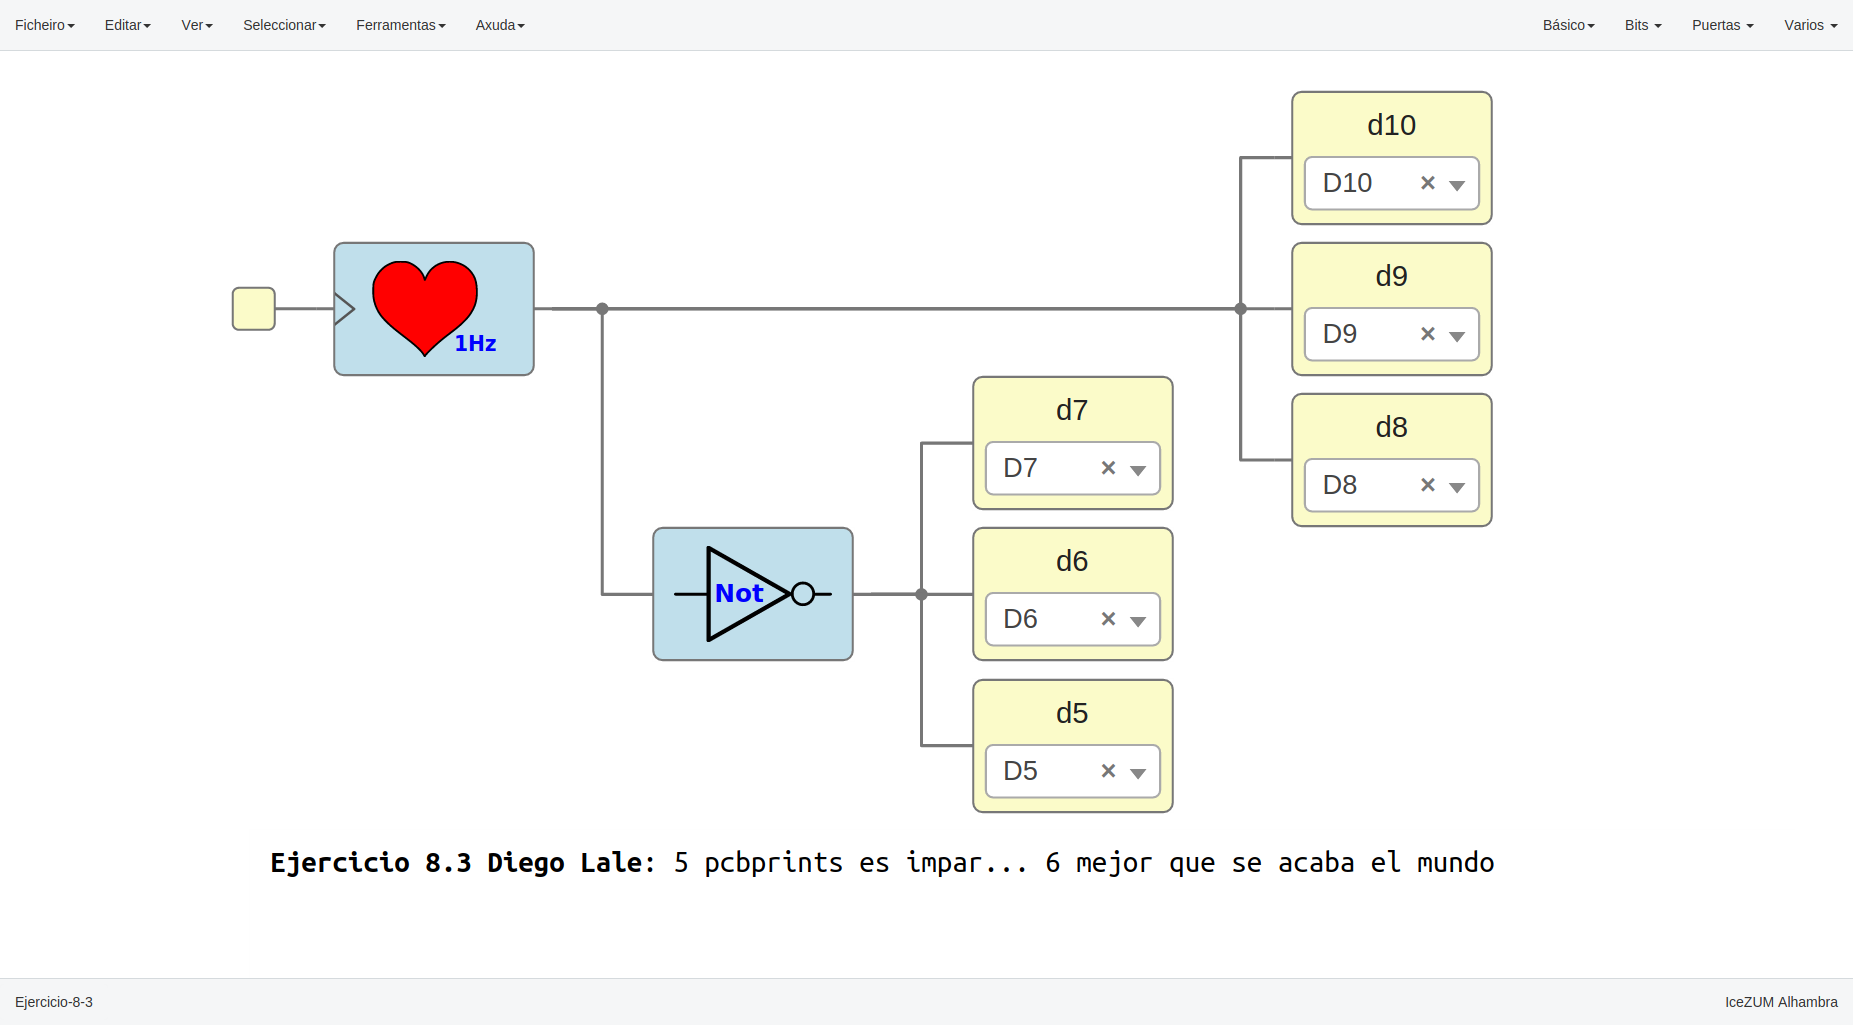 Ficheiro Editar Ver Seleccionar Ferramentas Axuda Básico Bits Puertas Varios
d10
D10 ×
d9
D9 ×
1Hz
d8
D8 ×
d7
D7 ×
d6
D6 ×
Not
d5
D5 ×
Ejercicio 8.3 Diego Lale: 5 pcbprints es impar... 6 mejor que se acaba el mundo
Ejercicio-8-3 IceZUM Alhambra